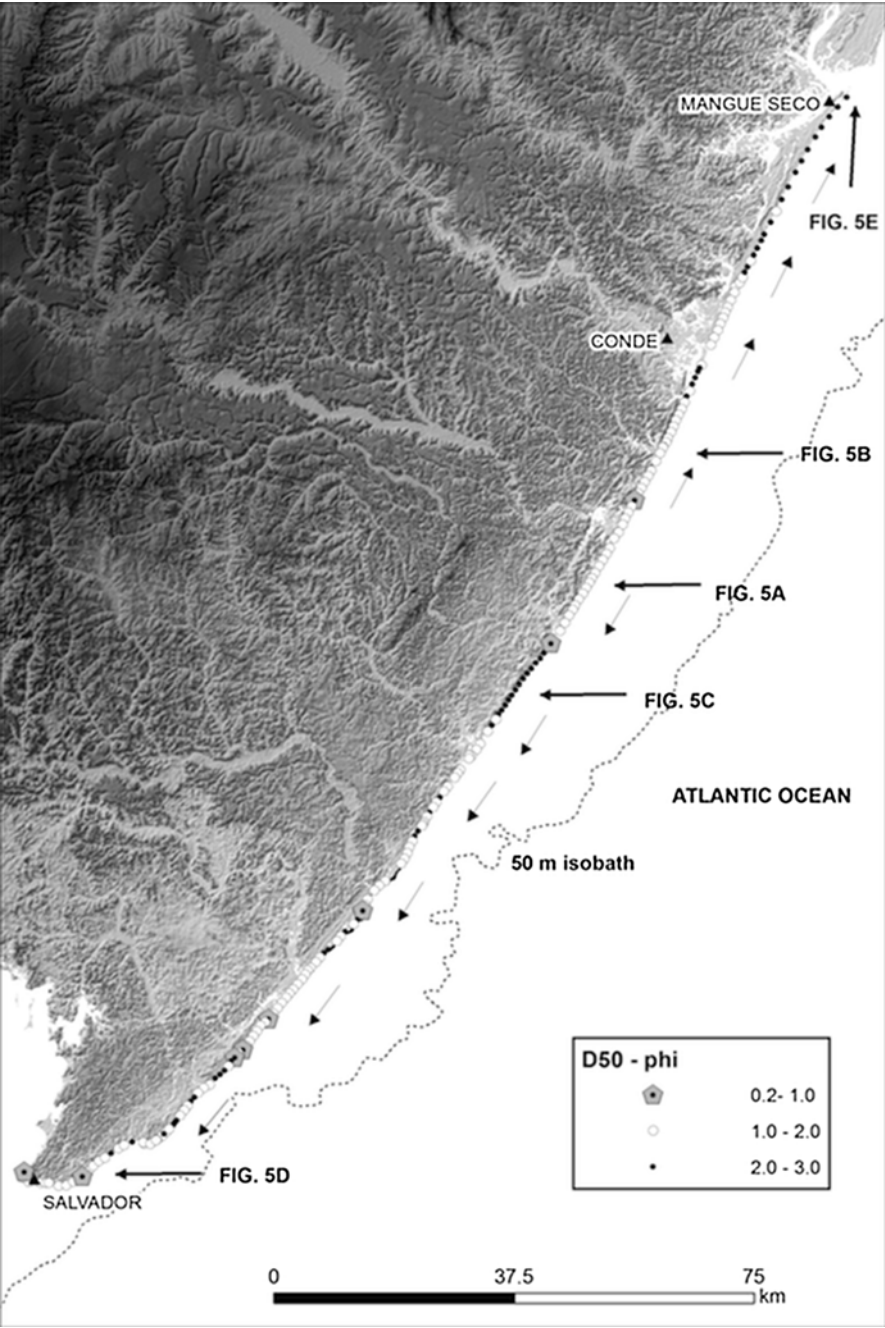 MANGUE SECO
FIG. 5E
CONDE
FIG. 5B
FIG. 5A
FIG. 5C
ATLANTIC OCEAN
50 m isobath
D50 - phi
0.2- 1.0
1.0 - 2.0
2.0 - 3.0
FIG. 5D
SALVADOR
0 37.5 75
km